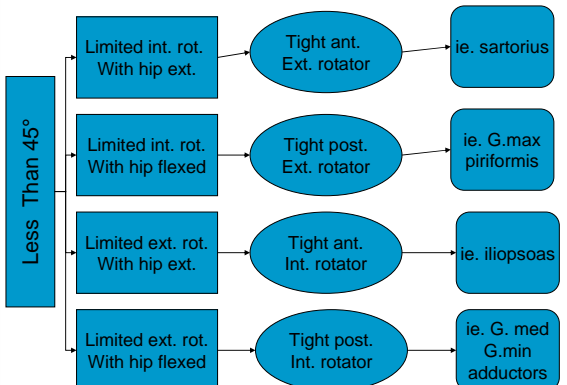 Less Than 45°
Limited int. rot.
With hip ext.
Tight ant.
Ext. rotator
ie. sartorius
Limited int. rot.
With hip flexed
Tight post.
Ext. rotator
ie. G.max
piriformis
Limited ext. rot.
With hip ext.
Tight ant.
Int. rotator
ie. iliopsoas
Limited ext. rot.
With hip flexed
Tight post.
Int. rotator
ie. G. med
G.min
adductors